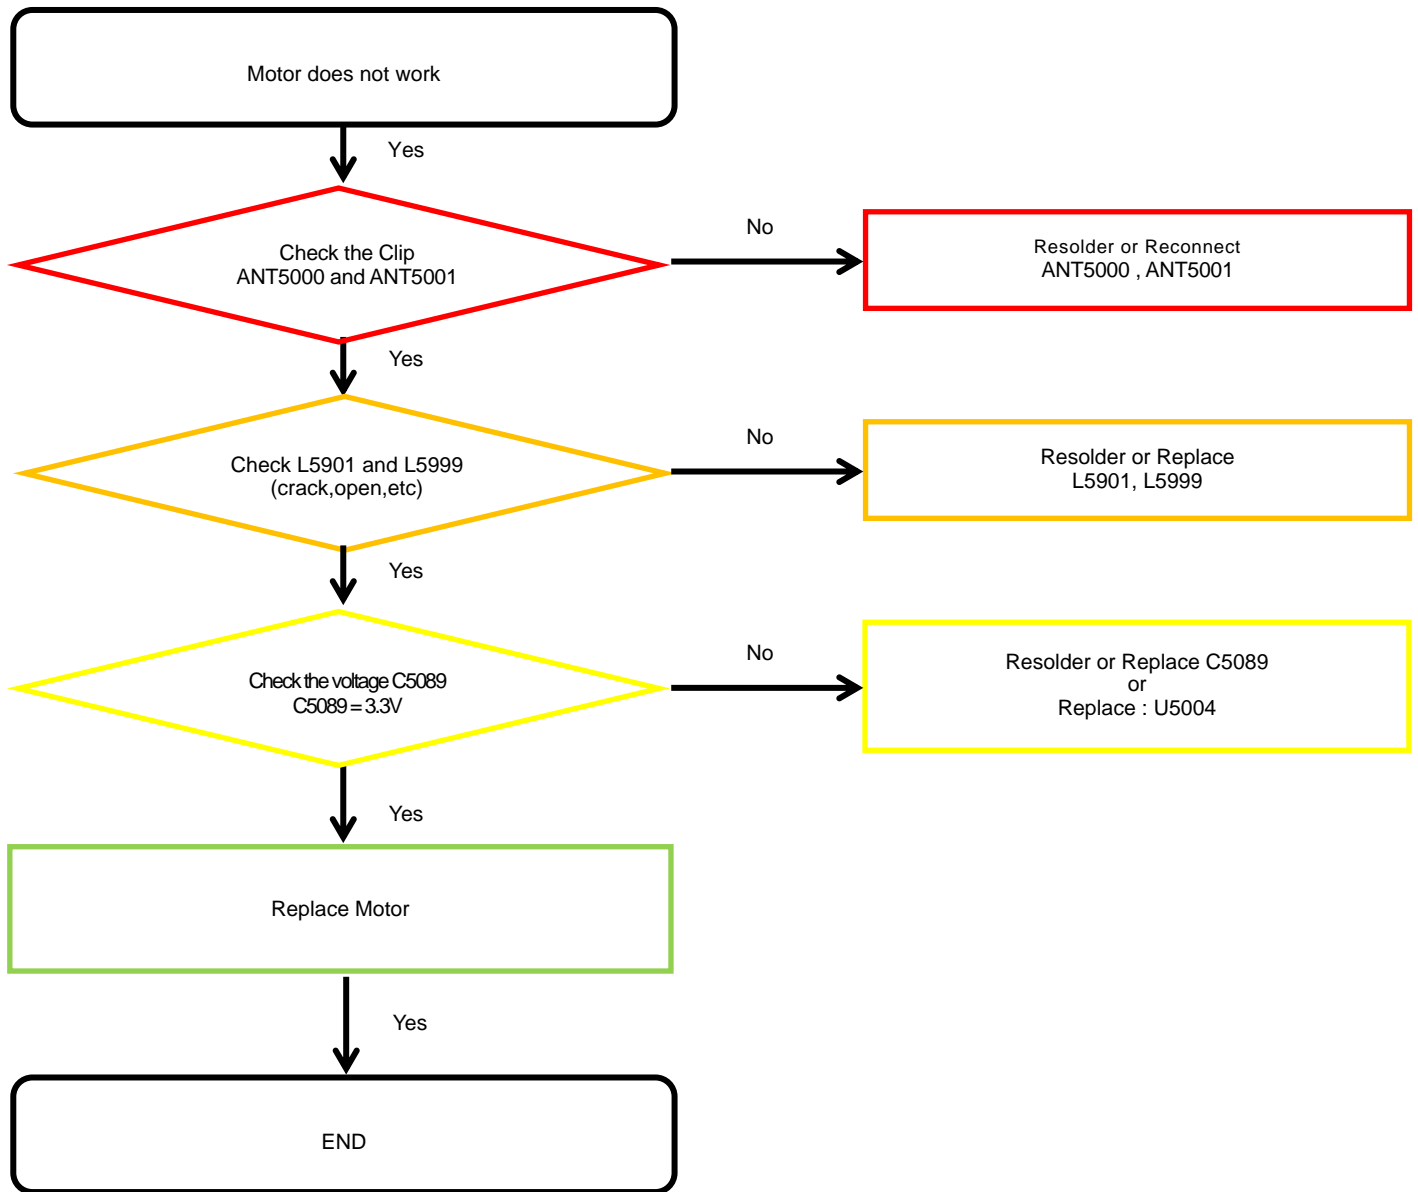 Motor does not work
Yes
Check the Clip
ANT5000 and ANT5001
No
Resolder or Reconnect
ANT5000 , ANT5001
Yes
Check L5901 and L5999
(crack,open,etc)
No
Resolder or Replace
L5901, L5999
Yes
Check the voltage C5089
C5089 = 3.3V
No
Resolder or Replace C5089
or
Replace : U5004
Yes
Replace Motor
Yes
END